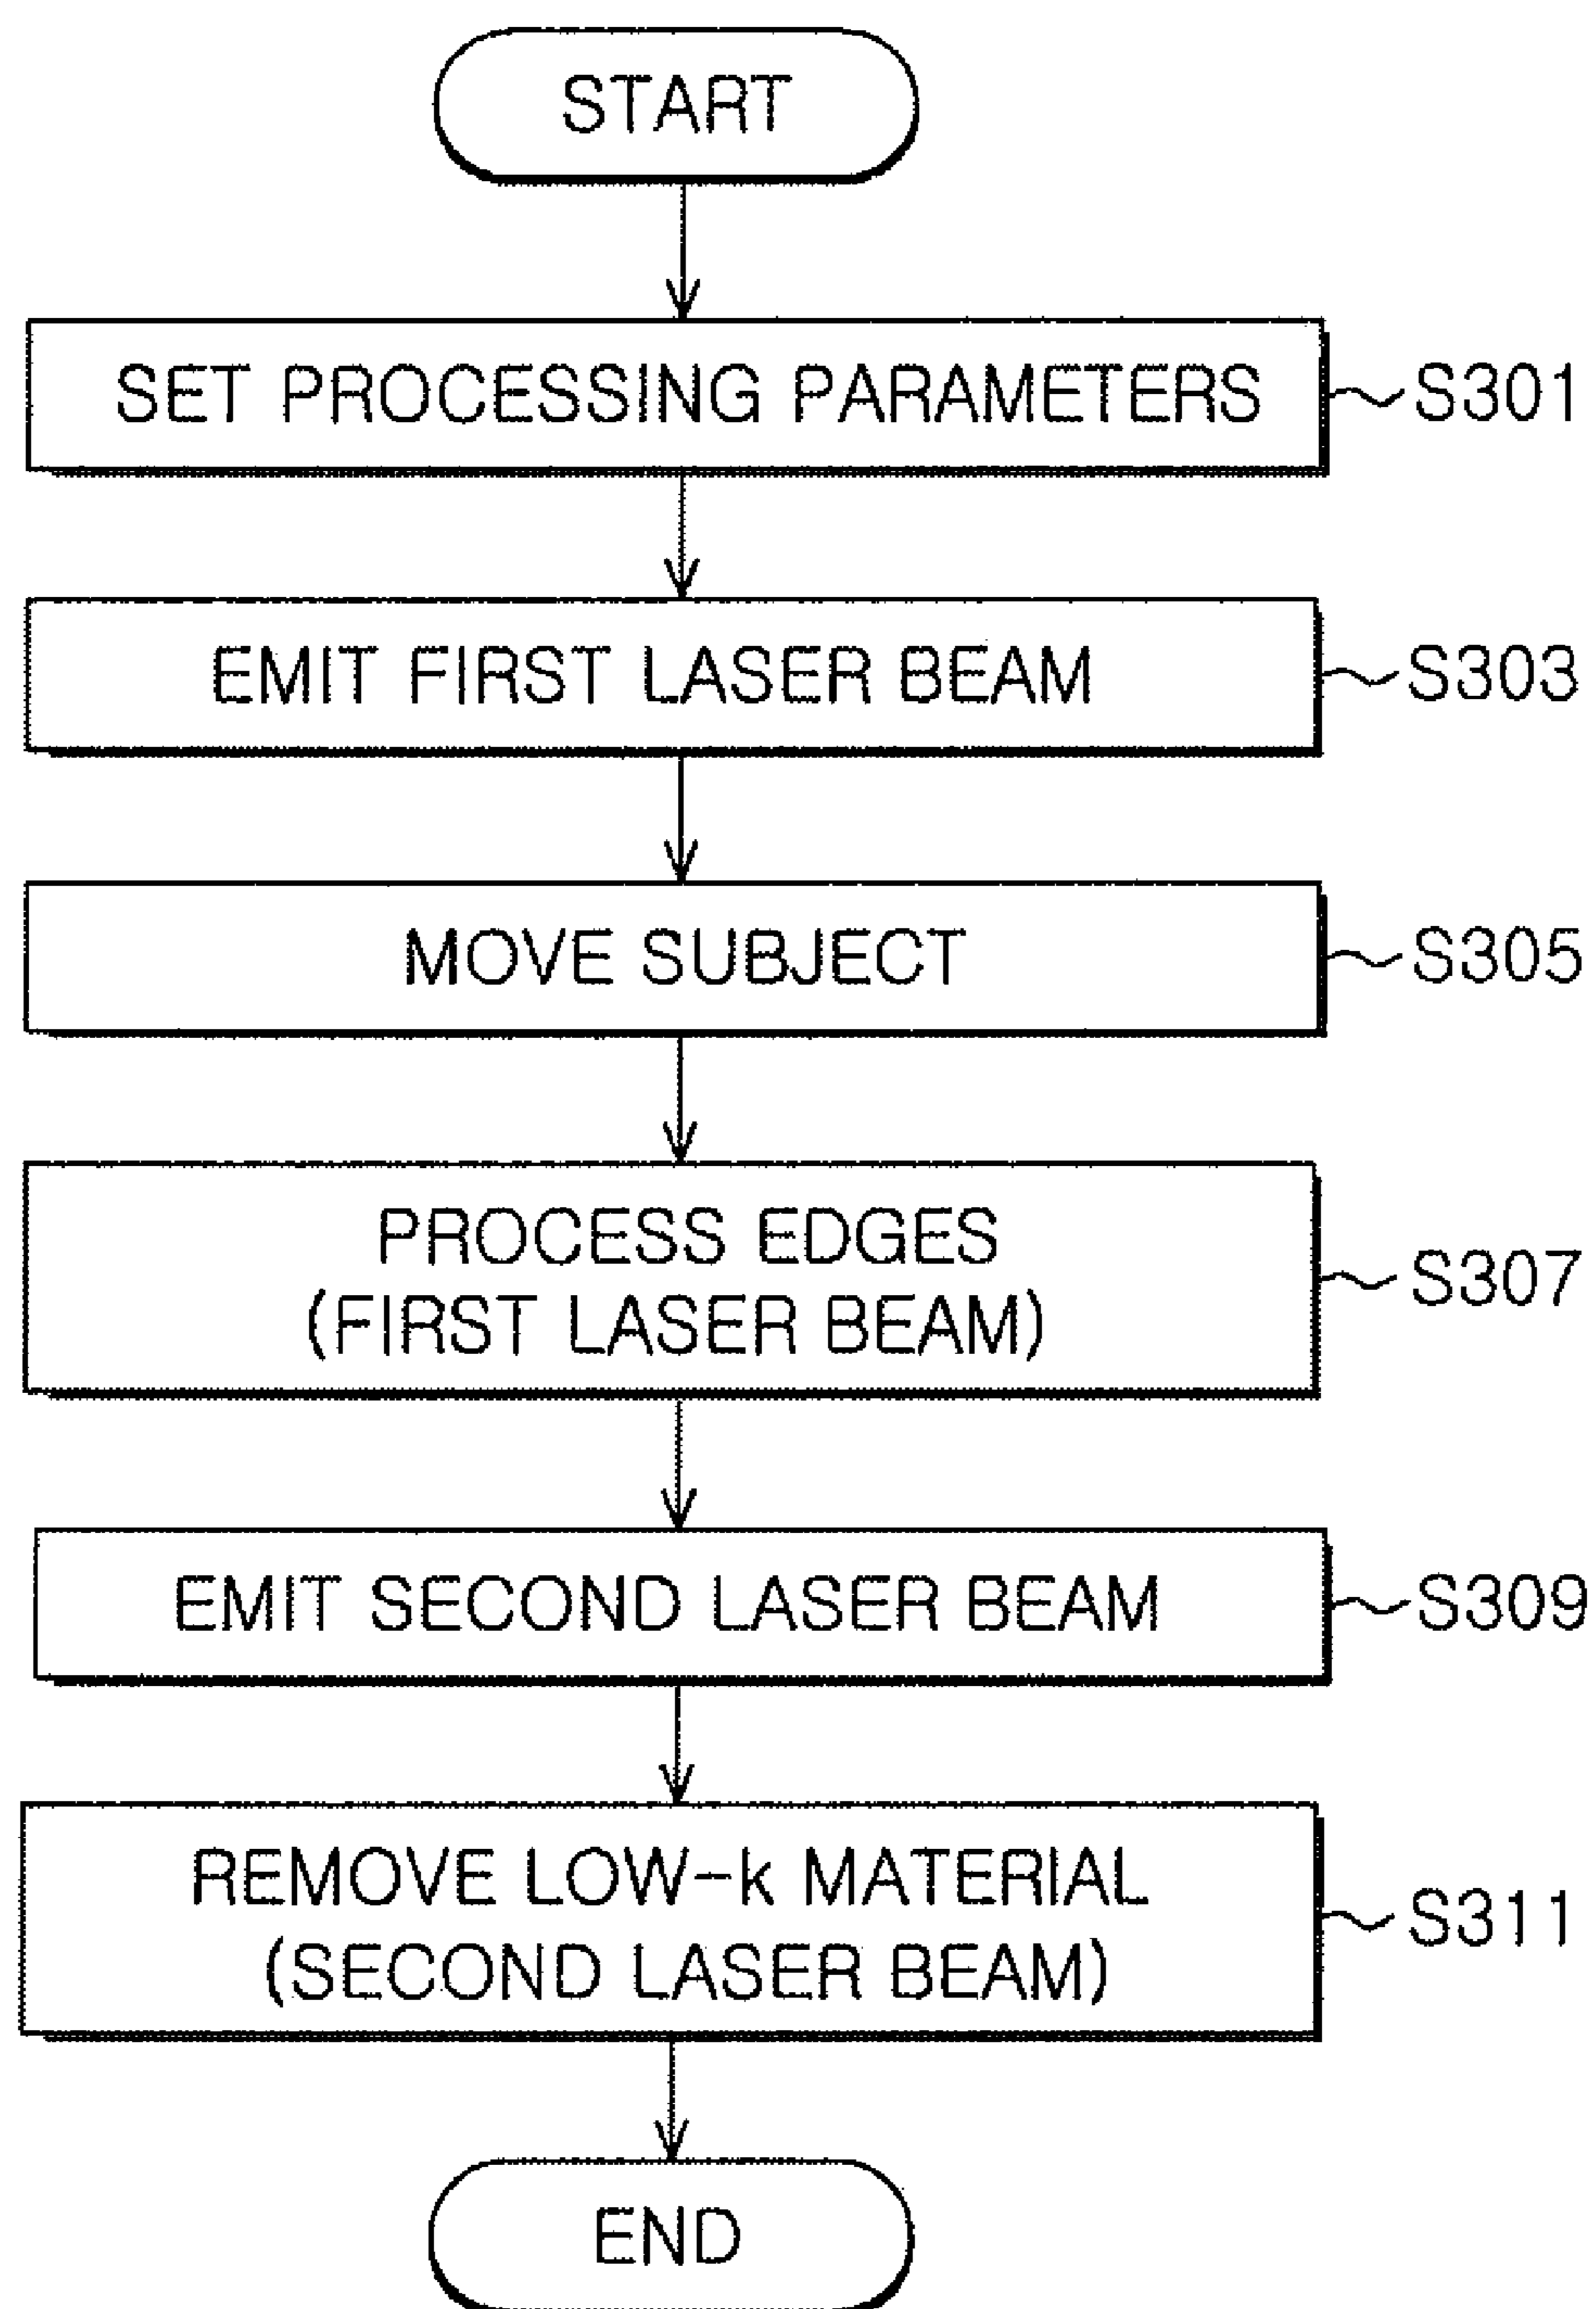 START
SET PROCESSING PARAMETERS
S301
EMIT FIRST LASER BEAM
S303
MOVE SUBJECT
S305
PROCESS EDGES
(FIRST LASER BEAM)
S307
EMIT SECOND LASER BEAM
S309
REMOVE LOW-k MATERIAL
(SECOND LASER BEAM)
S311
END